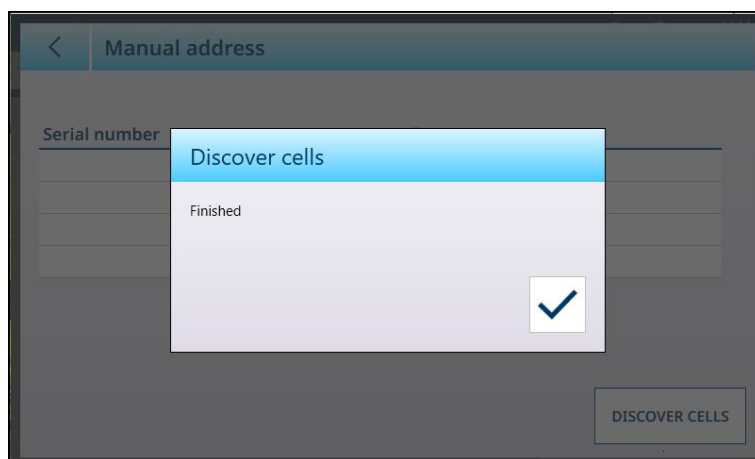 Manual address
Serial number
Discover cells
Finished
DISCOVER CELLS